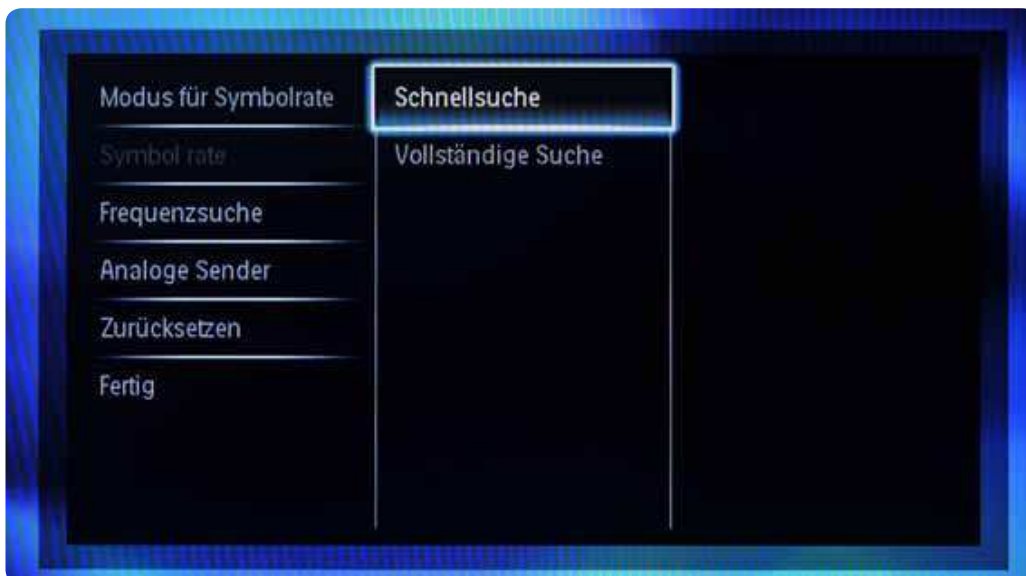 Modus für Symbolrate
Symbol rate
Frequenzsuche
Analoge Sender
Zurücksetzen
Fertig
Schnellsuche
Vollständige Suche